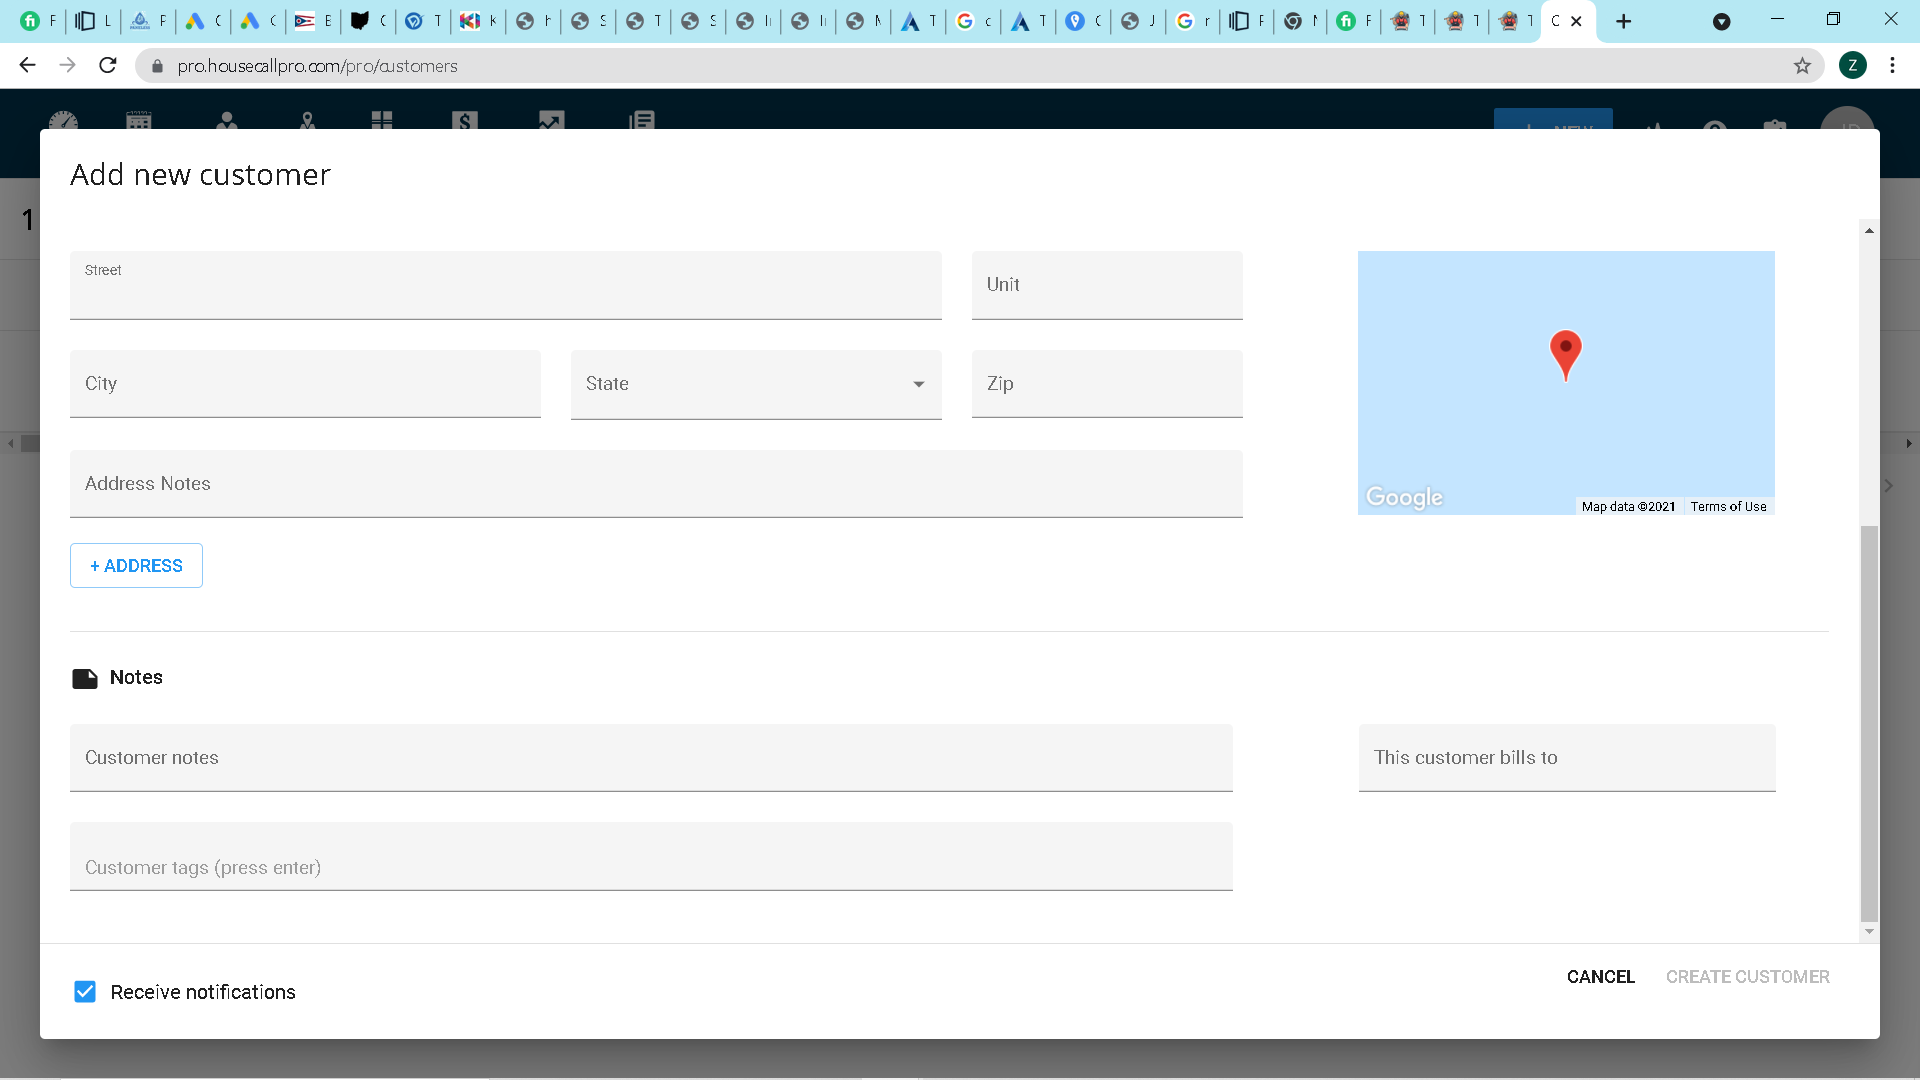 F L F C C E C T K h S T S I I M T c T C J r F N F T T T C
pro.housecallpro.com/pro/customers
Z
NEW
Add new customer
1
Street
Unit
City
State
Zip
Address Notes
Google
Map data ©2021
Terms of Use
+ ADDRESS
Notes
Customer notes
This customer bills to
Customer tags (press enter)
Receive notifications
CANCEL
CREATE CUSTOMER